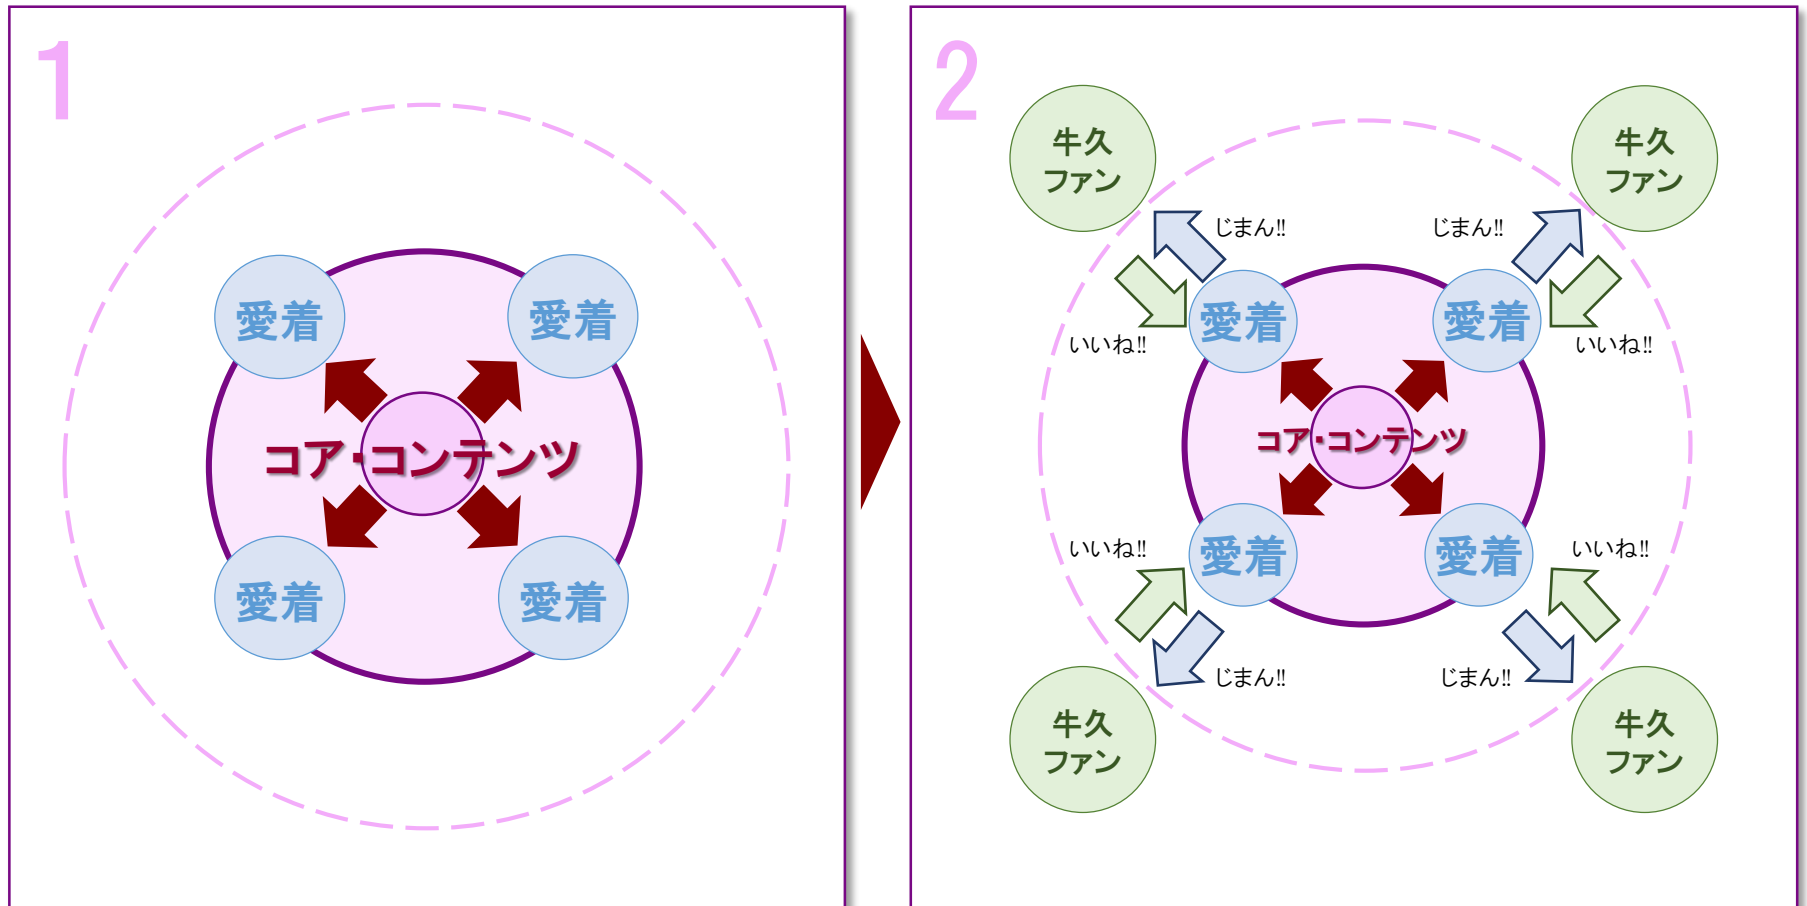 1
愛着
愛着
コア・コンテンツ
愛着
愛着
2
牛久
ファン
牛久
ファン
じまん!!
じまん!!
愛着
愛着
いいね!!
いいね!!
コア・コンテンツ
いいね!!
いいね!!
愛着
愛着
じまん!!
じまん!!
牛久
ファン
牛久
ファン